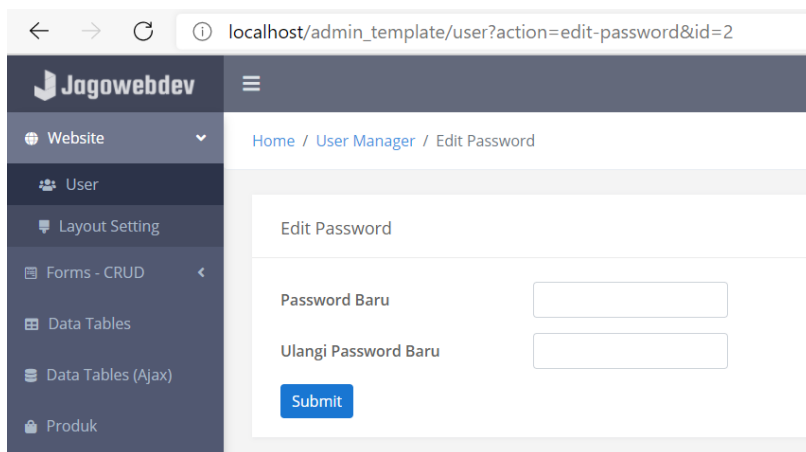 localhost/admin_template/user?action=edit-password&id=2
Jagowebdev
Website
Home / User Manager / Edit Password
User
Layout Setting
Edit Password
Forms - CRUD
Password Baru
Data Tables
Ulangi Password Baru
Data Tables (Ajax)
Submit
Produk